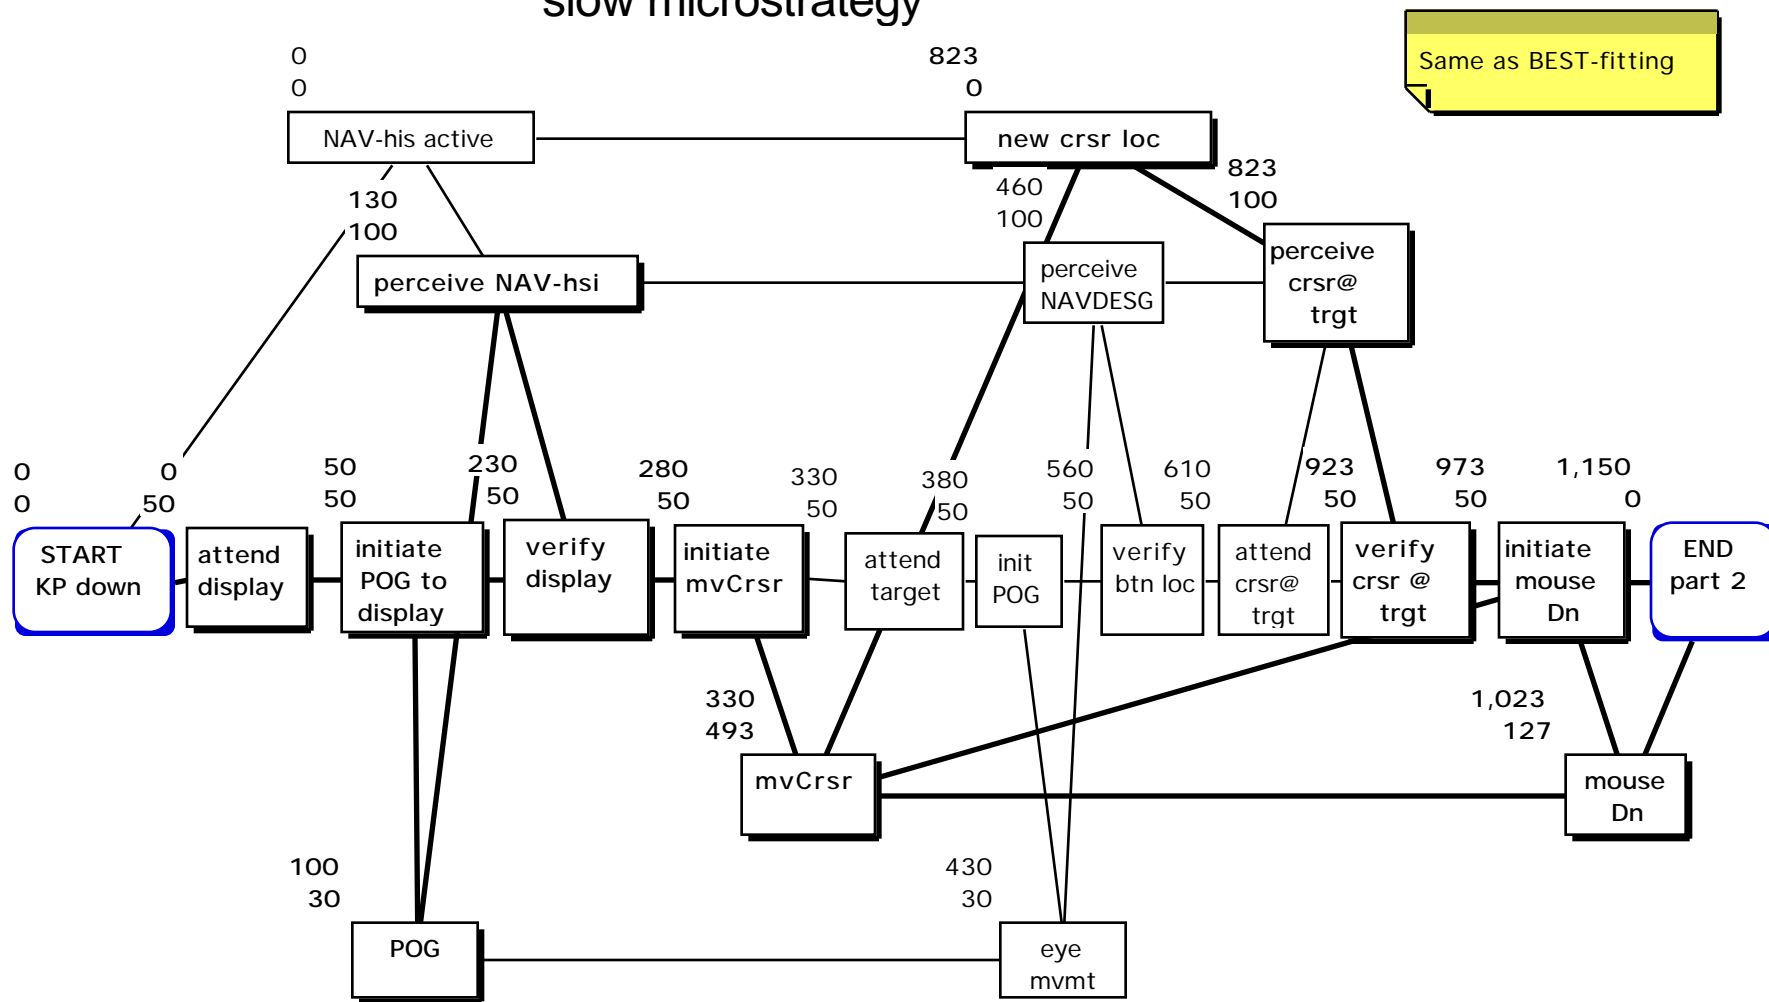 slow microstrategy
Same as BEST-fitting
0
0
823
0
NAV-his active
new crsr loc
130
100
460
100
823
100
perceive NAV-hsi
perceive
NAVDESG
perceive
crsr@
trgt
0
0
0
50
50
50
230
50
280
50
330
50
380
50
560
50
610
50
923
50
973
50
1,150
0
START
KP down
attend
display
initiate
POG to
display
verify
display
initiate
mvCrsr
attend
target
init
POG
verify
btn loc
attend
crsr@
trgt
verify
crsr @
trgt
initiate
mouse
Dn
END
part 2
330
493
mvCrsr
1,023
127
mouse
Dn
100
30
POG
430
30
eye
mvmt